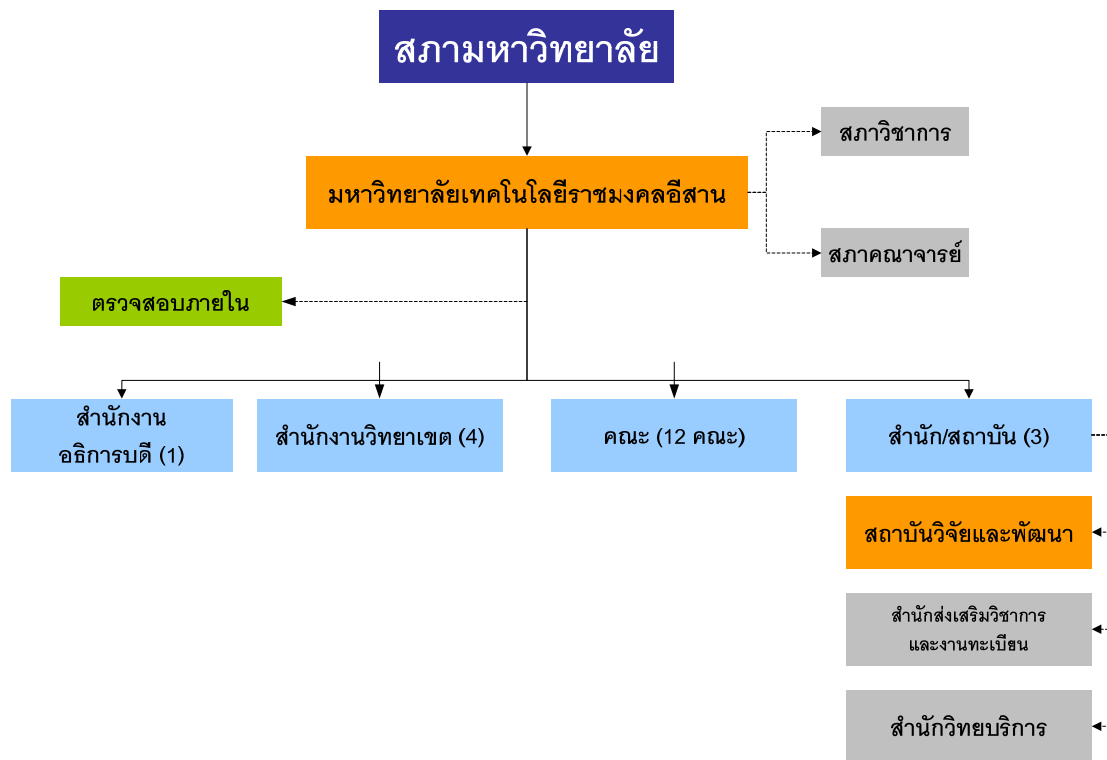 สภามหาวิทยาลัย
สภาวิชาการ
มหาวิทยาลัยเทคโนโลยีราชมงคลอีสาน
สภาคณาจารย์
ตรวจสอบภายใน
สำนักงาน
อธิการบดี (1)
สำนักงานวิทยาเขต (4)
คณะ (12 คณะ)
สำนัก/สถาบัน (3)
สถาบันวิจัยและพัฒนา
สำนักส่งเสริมวิชาการ
และงานทะเบียน
สำนักวิทยบริการ